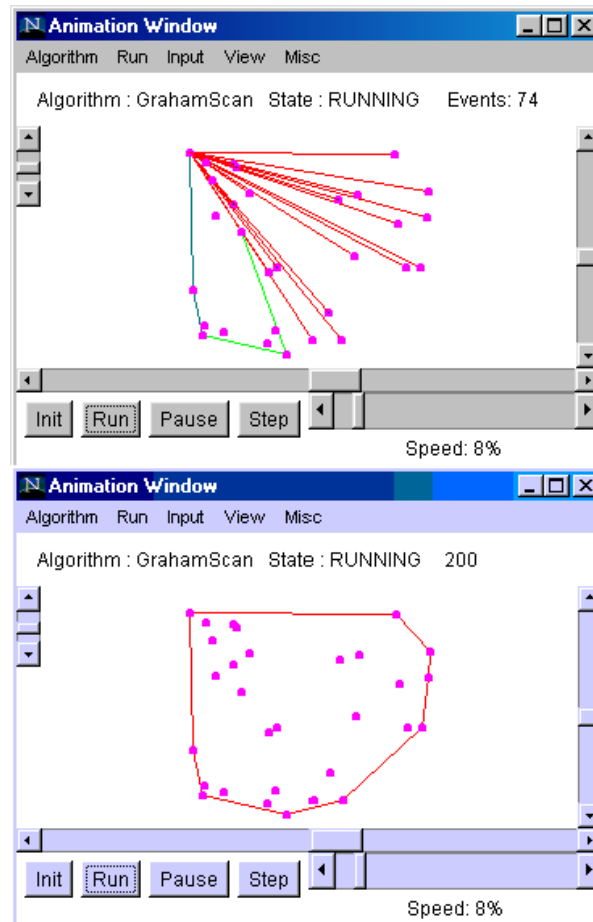 N Animation Window
Algorithm Run Input View Misc
Algorithm : GrahamScan State : RUNNING Events: 74
Init Run Pause Step
Speed: 8%
N Animation Window
Algorithm Run Input View Misc
Algorithm : GrahamScan State : RUNNING 200
Init Run Pause Step
Speed: 8%